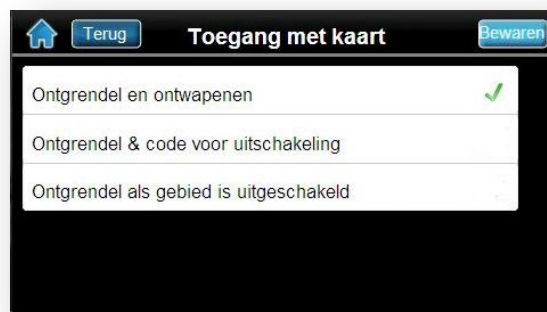 Terug Toegang met kaart Bewaren
Ontgrendel en ontwapenen
Ontgrendel & code voor uitschakeling
Ontgrendel als gebied is uitgeschakeld